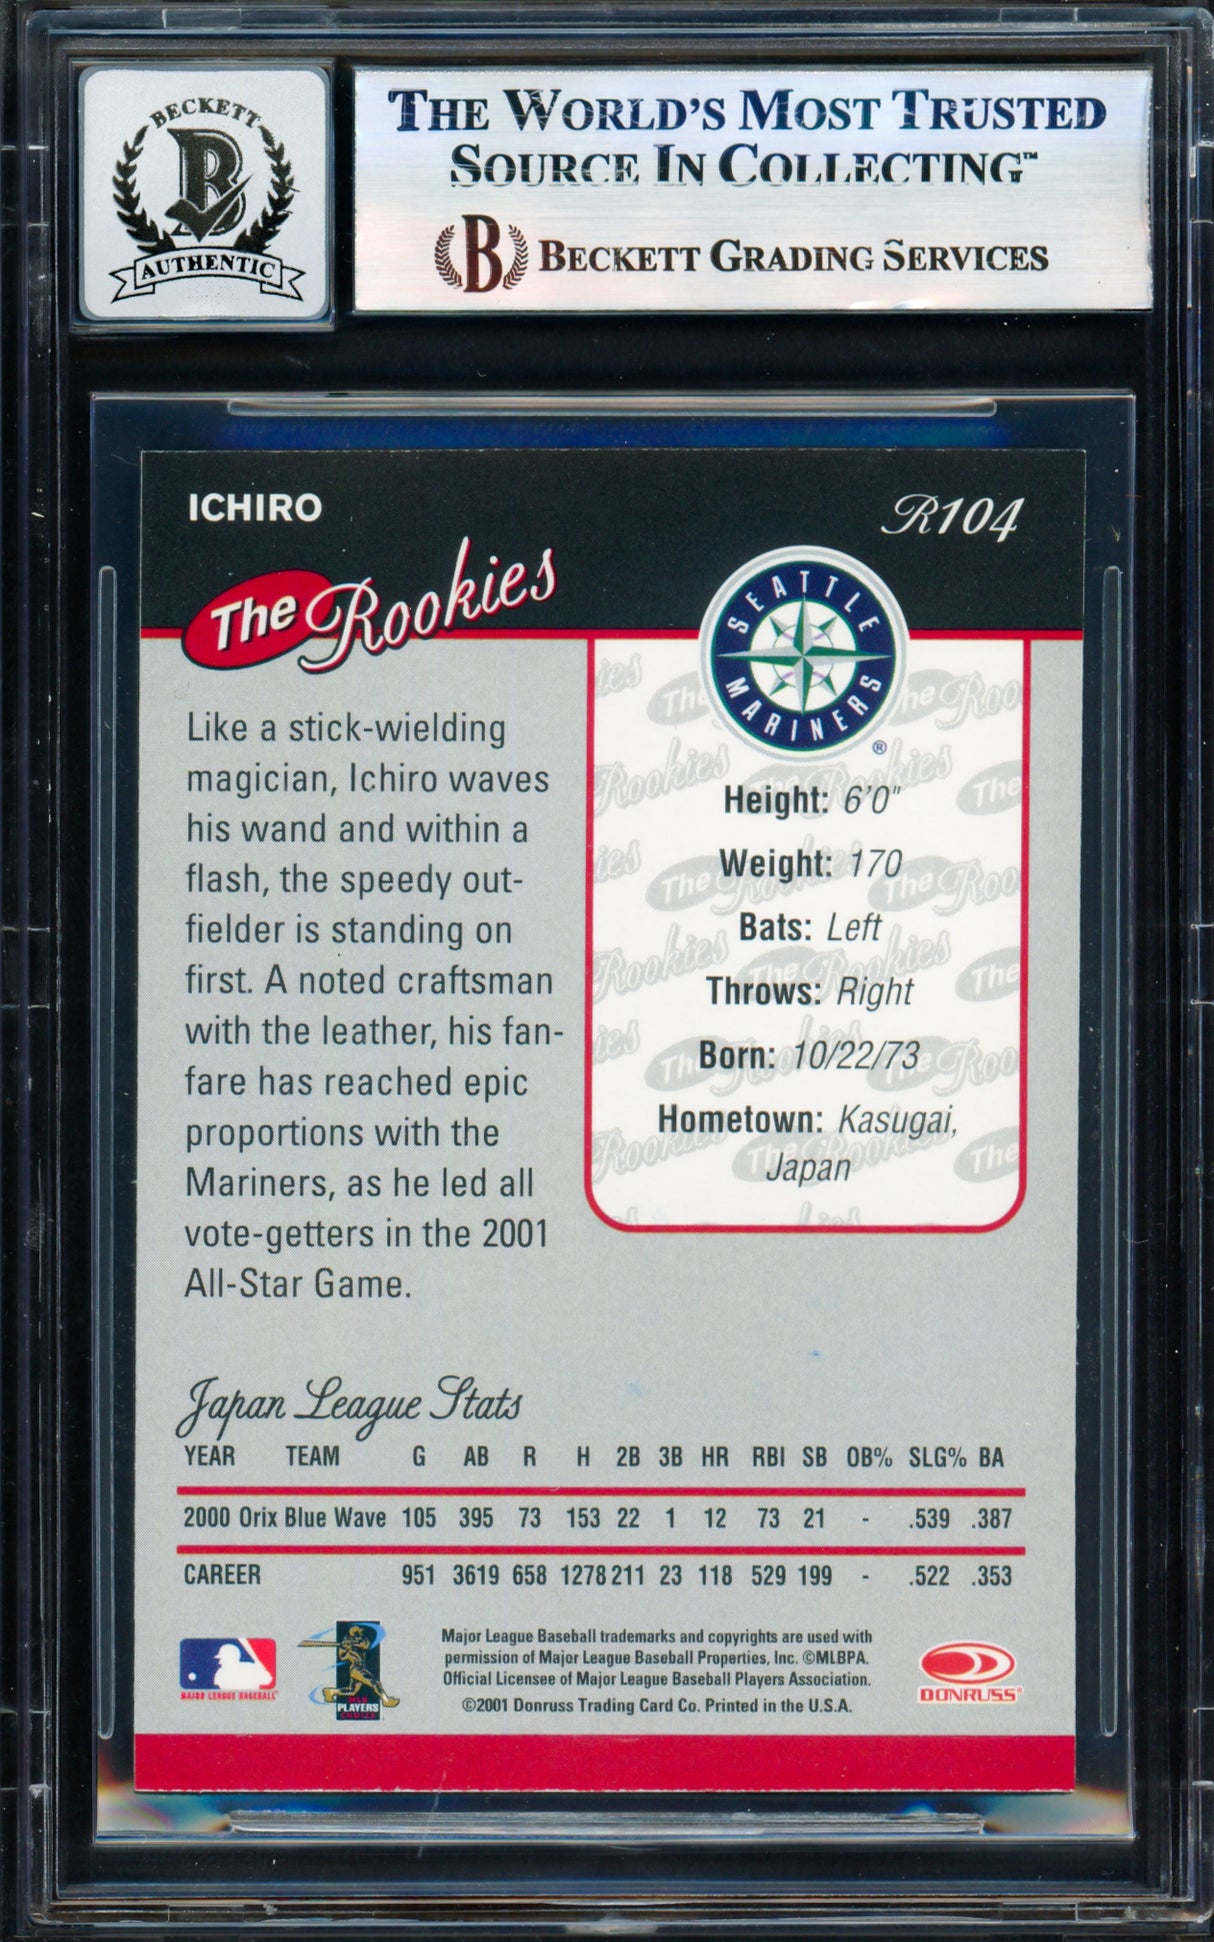 BECKETT
B
AUTHENTIC
THE WORLD'S MOST TRUSTED
SOURCE IN COLLECTING™
B BECKETT GRADING SERVICES
ICHIRO
R104
The Rookies
SEATTLE
MARINERS
®
Like a stick-wielding
magician, Ichiro waves
his wand and within a
flash, the speedy out-
fielder is standing on
first. A noted craftsman
with the leather, his fan-
fare has reached epic
proportions with the
Mariners, as he led all
vote-getters in the 2001
All-Star Game.
Height: 6'0"
Weight: 170
Bats: Left
Throws: Right
Born: 10/22/73
Hometown: Kasugai,
Japan
Japan League Stats
YEAR TEAM G AB R H 2B 3B HR RBI SB OB% SLG% BA
2000 Orix Blue Wave 105 395 73 153 22 1 12 73 21 - .539 .387
CAREER 951 3619 658 1278 211 23 118 529 199 - .522 .353
MAJOR LEAGUE BASEBALL
PLAYERS
CHOICE
Major League Baseball trademarks and copyrights are used with
permission of Major League Baseball Properties, Inc. ©MLBPA.
Official Licensee of Major League Baseball Players Association.
©2001 Donruss Trading Card Co. Printed in the U.S.A.
DONRUSS®